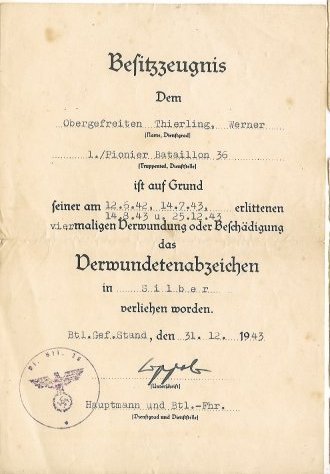 Besitzzeugnis
Dem
Obergefreiten Thierling, Werner
(Name, Dienstgrad)
1./Pionier Bataillon 36
(Truppenteil, Dienststelle)
ist auf Grund
seiner am 12.6.42, 14.7.43, erlittenen
14.8.43 u. 25.12.43
viermaligen Verwundung oder Beschädigung
das
Verwundetenabzeichen
in Silber
verliehen worden.
Btl.Gef.Stand, den 31. 12. 1943
(Unterschrift)
Hauptmann und Btl.-Fhr.
(Dienstgrad und Dienststelle)